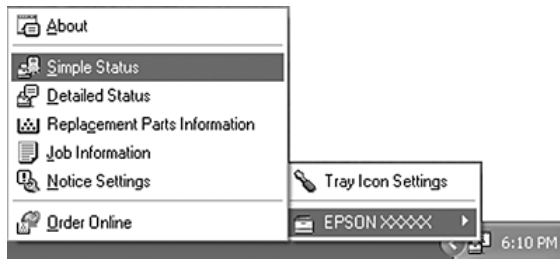 About
Simple Status
Detailed Status
Replacement Parts Information
Job Information
Notice Settings
Order Online
Tray Icon Settings
EPSON XXXXX
6:10 PM